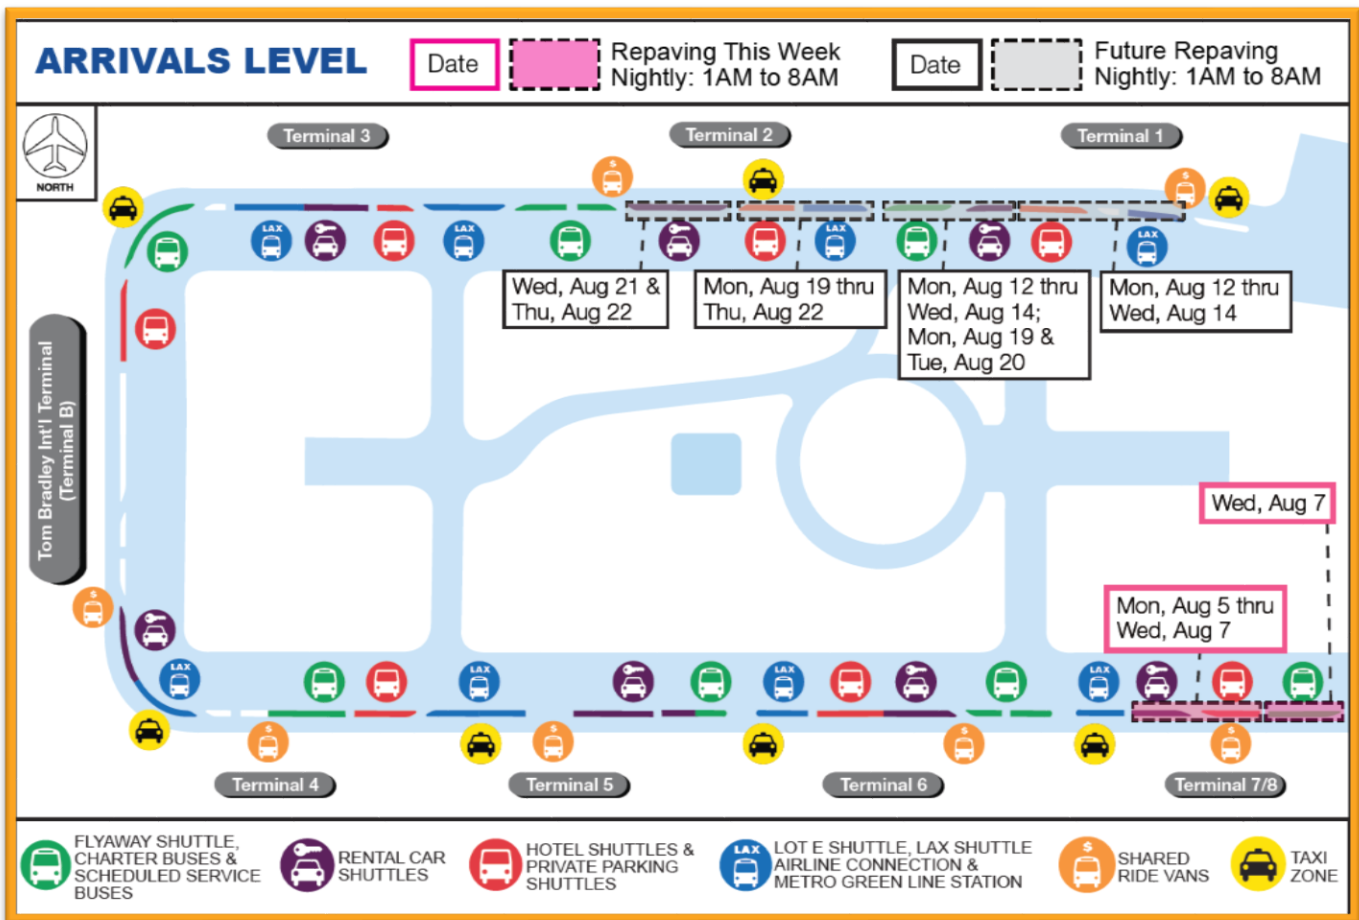 ARRIVALS LEVEL
Date
Repaving This Week
Nightly: 1AM to 8AM
Date
Future Repaving
Nightly: 1AM to 8AM
NORTH
Terminal 3
Terminal 2
Terminal 1
$
$
LAX
LAX
LAX
LAX
Wed, Aug 21 &
Thu, Aug 22
Mon, Aug 19 thru
Thu, Aug 22
Mon, Aug 12 thru
Wed, Aug 14;
Mon, Aug 19 &
Tue, Aug 20
Mon, Aug 12 thru
Wed, Aug 14
Tom Bradley Int'l Terminal
(Terminal B)
Wed, Aug 7
Mon, Aug 5 thru
Wed, Aug 7
$
LAX
LAX
LAX
LAX
$
$
$
$
Terminal 4
Terminal 5
Terminal 6
Terminal 7/8
FLYAWAY SHUTTLE,
CHARTER BUSES &
SCHEDULED SERVICE
BUSES
RENTAL CAR
SHUTTLES
HOTEL SHUTTLES &
PRIVATE PARKING
SHUTTLES
LAX
LOT E SHUTTLE, LAX SHUTTLE
AIRLINE CONNECTION &
METRO GREEN LINE STATION
$
SHARED
RIDE VANS
TAXI
ZONE